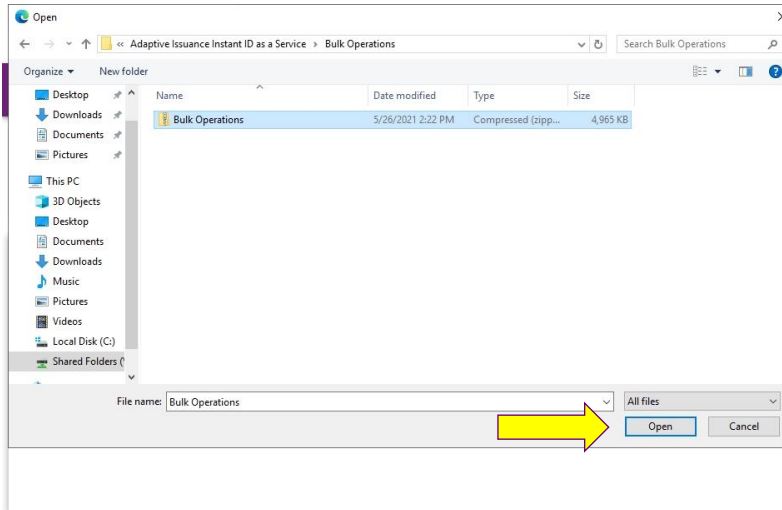 Open
« Adaptive Issuance Instant ID as a Service › Bulk Operations
Search Bulk Operations
Organize New folder
Name Date modified Type Size
Bulk Operations 5/26/2021 2:22 PM Compressed (zipp... 4,965 KB
Desktop
Downloads
Documents
Pictures
This PC
3D Objects
Desktop
Documents
Downloads
Music
Pictures
Videos
Local Disk (C:)
Shared Folders (
File name: Bulk Operations
All files
Open Cancel